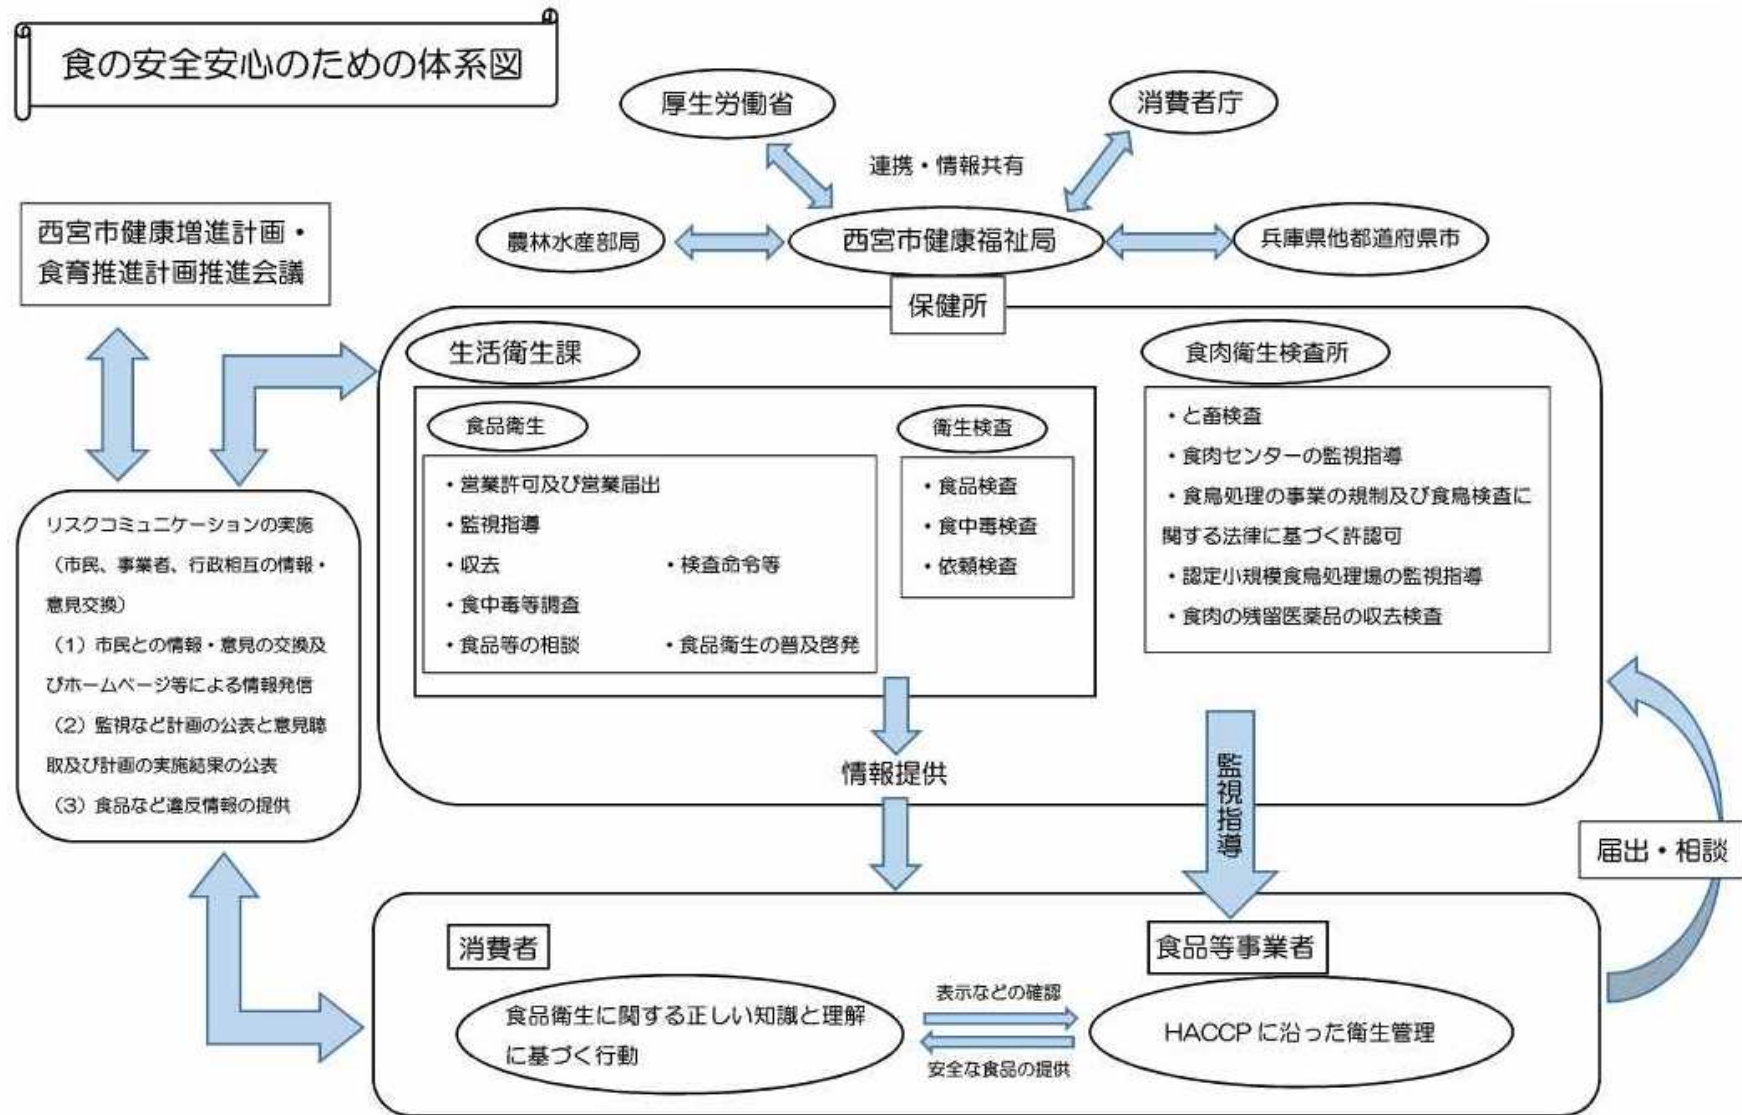 食の安全安心のための体系図
厚生労働省
消費者庁
連携・情報共有
農林水産部局
西宮市健康福祉局
兵庫県他都道府県市
西宮市健康増進計画・
食育推進計画推進会議
保健所
生活衛生課
食肉衛生検査所
食品衛生
・営業許可及び営業届出
・監視指導
・収去
・検査命令等
・食中毒等調査
・食品等の相談
・食品衛生の普及啓発
衛生検査
・食品検査
・食中毒検査
・依頼検査
・と畜検査
・食肉センターの監視指導
・食鳥処理の事業の規制及び食鳥検査に
関する法律に基づく許認可
・認定小規模食鳥処理場の監視指導
・食肉の残留医薬品の収去検査
リスクコミュニケーションの実施
（市民、事業者、行政相互の情報・
意見交換）
（1）市民との情報・意見の交換及
びホームページ等による情報発信
（2）監視など計画の公表と意見聴
取及び計画の実施結果の公表
（3）食品など違反情報の提供
情報提供
監視指導
届出・相談
消費者
食品衛生に関する正しい知識と理解
に基づく行動
表示などの確認
安全な食品の提供
食品等事業者
HACCPに沿った衛生管理